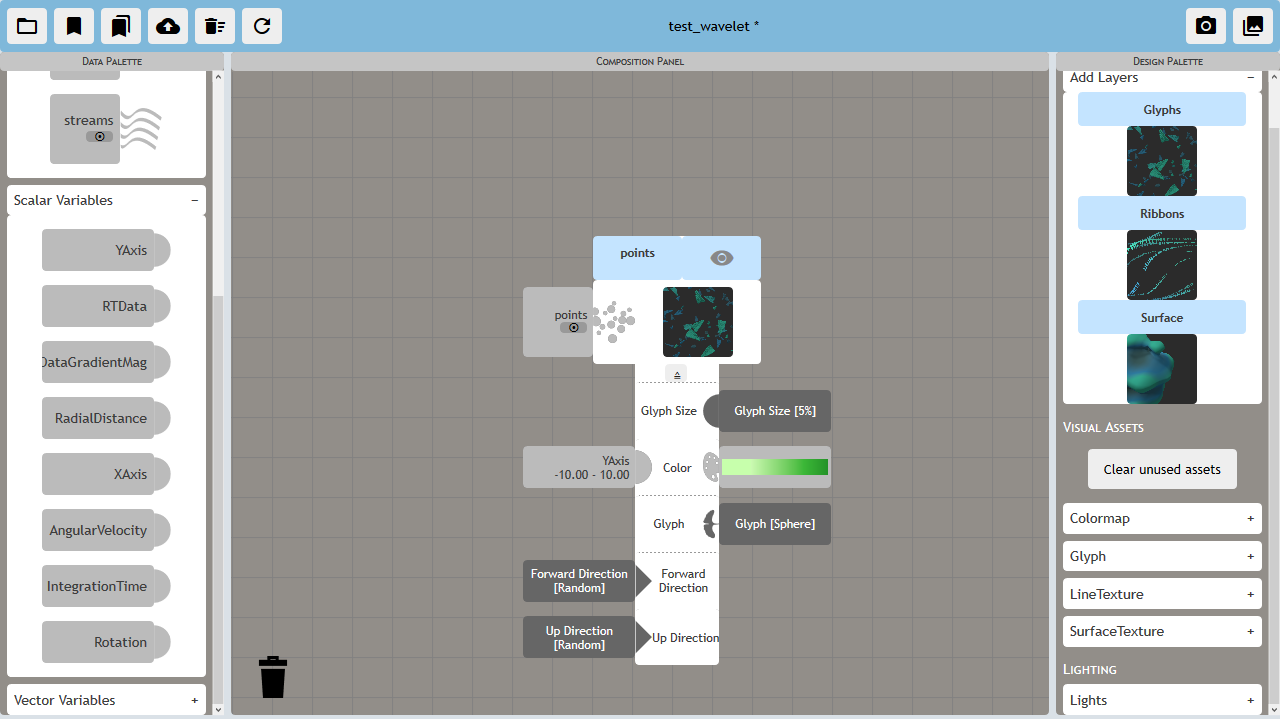 test_wavelet *
Data Palette
Composition Panel
Design Palette
streams
Scalar Variables
−
YAxis
RTData
DataGradientMag
RadialDistance
XAxis
AngularVelocity
IntegrationTime
Rotation
Vector Variables
+
points
points
Glyph Size
Glyph Size [5%]
YAxis
-10.00 - 10.00
Color
Glyph
Glyph [Sphere]
Forward Direction
[Random]
Forward
Direction
Up Direction
[Random]
Up Direction
Add Layers
−
Glyphs
Ribbons
Surface
Visual Assets
Clear unused assets
Colormap
+
Glyph
+
LineTexture
+
SurfaceTexture
+
Lighting
Lights
+